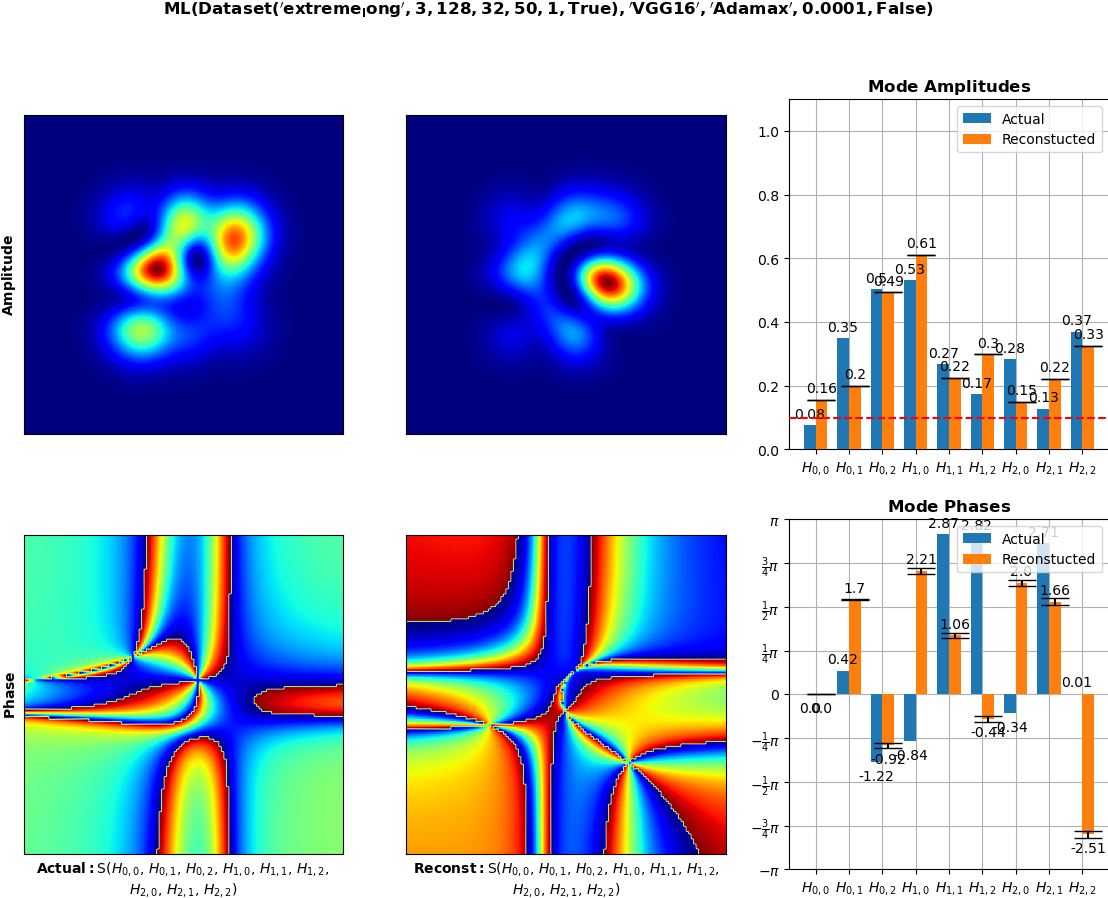 ML(Dataset('extreme_long', 3, 128, 32, 50, 1, True), 'VGG16', 'Adamax', 0.0001, False)
Amplitude
Mode Amplitudes
Actual
Reconstucted
1.0
0.8
0.6
0.4
0.2
0.0
0.08
0.16
0.35
0.2
0.5
0.49
0.53
0.61
0.27
0.22
0.17
0.3
0.28
0.15
0.13
0.22
0.37
0.33
H0,0 H0,1 H0,2 H1,0 H1,1 H1,2 H2,0 H2,1 H2,2
Phase
Mode Phases
Actual
Reconstucted
π
3/4π
1/2π
1/4π
0
−1/4π
−1/2π
−3/4π
−π
0.0
0.0
0.42
1.7
-1.22
-0.92
-0.84
2.21
2.87
1.06
2.82
-0.44
-0.34
2.0
2.71
1.66
0.01
-2.51
H0,0 H0,1 H0,2 H1,0 H1,1 H1,2 H2,0 H2,1 H2,2
Actual: S(H0,0, H0,1, H0,2, H1,0, H1,1, H1,2,
H2,0, H2,1, H2,2)
Reconst: S(H0,0, H0,1, H0,2, H1,0, H1,1, H1,2,
H2,0, H2,1, H2,2)